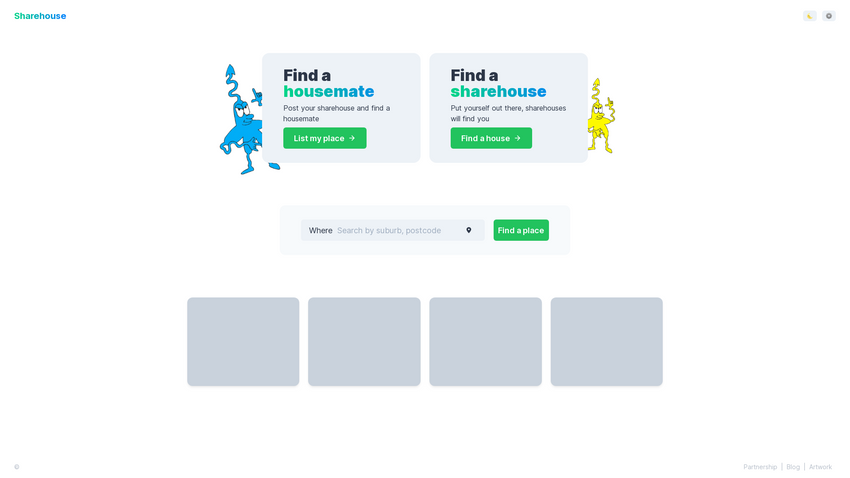 Sharehouse
Find a
housemate
Post your sharehouse and find a
housemate
List my place
Find a
sharehouse
Put yourself out there, sharehouses
will find you
Find a house
Where Search by suburb, postcode
Find a place
©
Partnership | Blog | Artwork